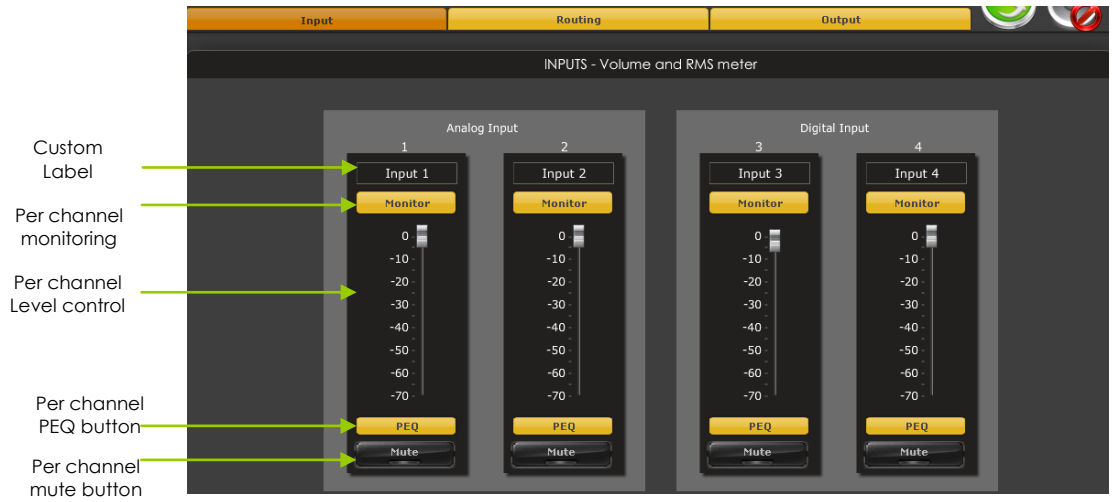 Input Routing Output
INPUTS - Volume and RMS meter
Analog Input Digital Input
1 2 3 4
Custom
Label
Input 1 Input 2 Input 3 Input 4
Per channel
monitoring
Monitor Monitor Monitor Monitor
Per channel
Level control
0 0 0 0
-10 -10 -10 -10
-20 -20 -20 -20
-30 -30 -30 -30
-40 -40 -40 -40
-50 -50 -50 -50
-60 -60 -60 -60
-70 -70 -70 -70
Per channel
PEQ button
PEQ PEQ PEQ PEQ
Per channel
mute button
Mute Mute Mute Mute